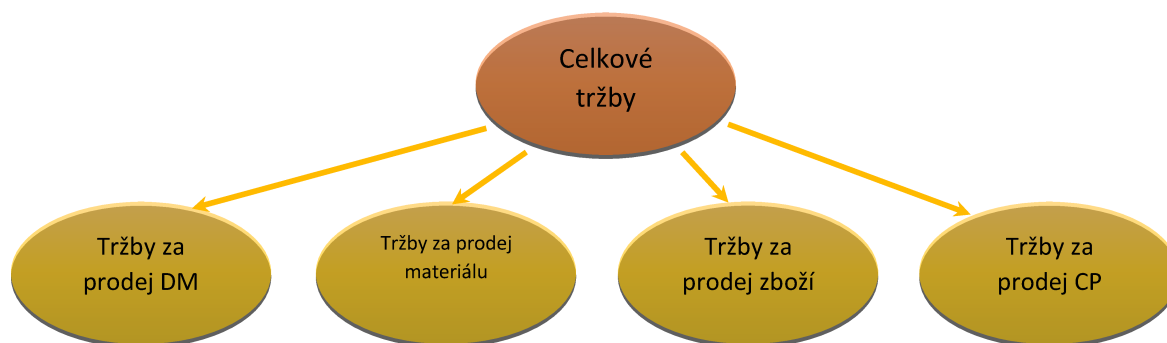 Celkové
tržby
Tržby za
prodej DM
Tržby za prodej
materiálu
Tržby za
prodej zboží
Tržby za
prodej CP